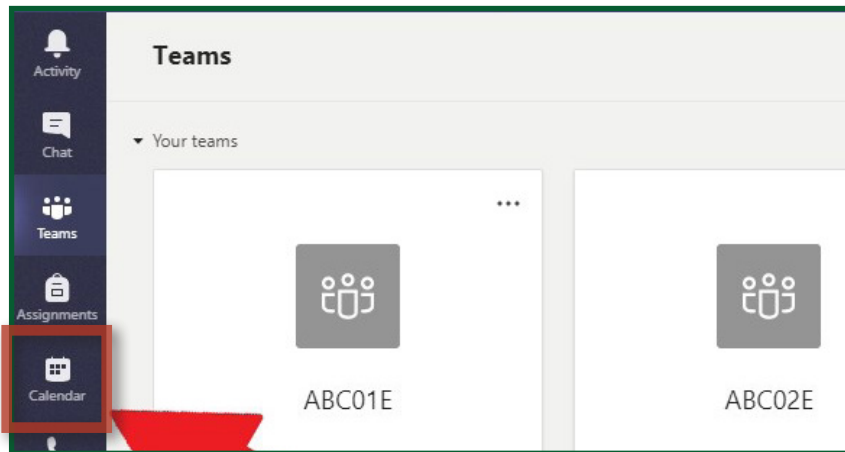 Activity
Chat
Teams
Assignments
Calendar
Teams
Your teams
ABC01E
ABC02E